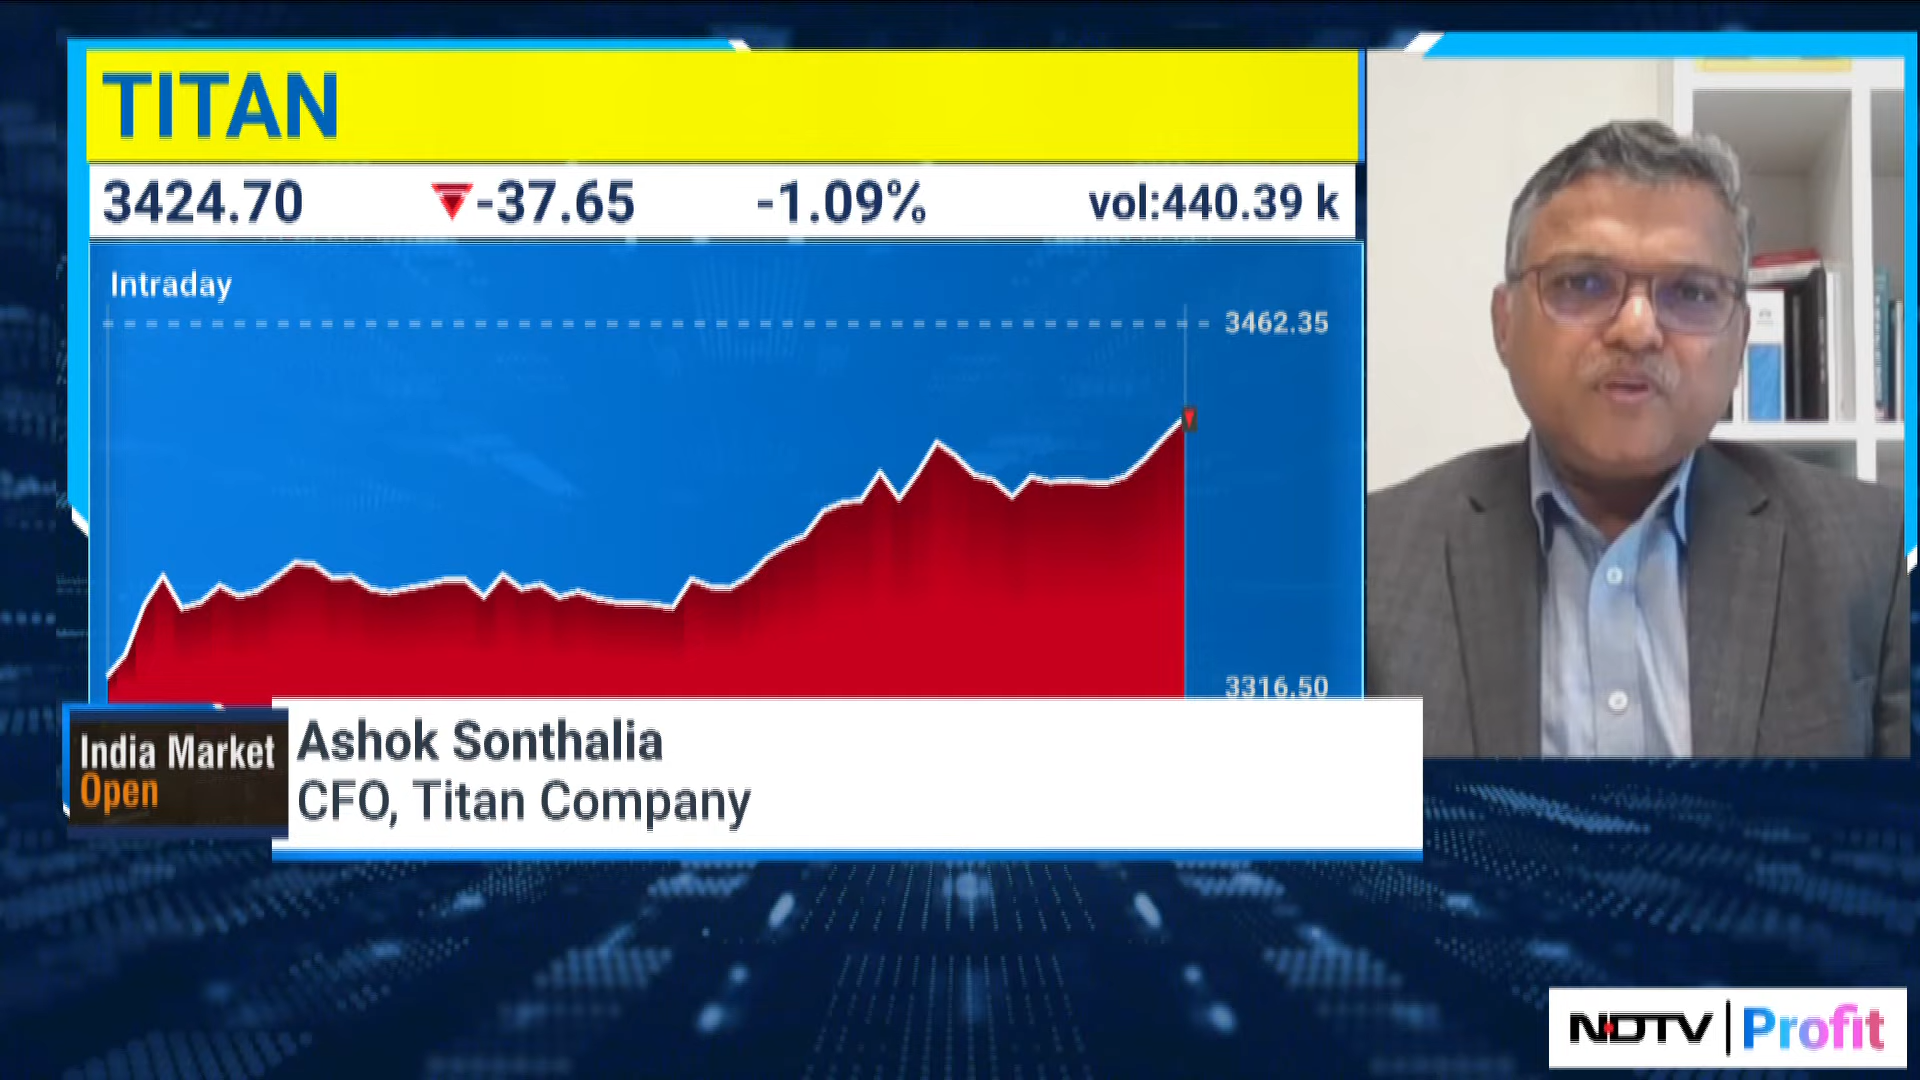 TITAN
3424.70 ▼-37.65 -1.09% vol:440.39 k
Intraday
3462.35
3316.50
India Market
Open
Ashok Sonthalia
CFO, Titan Company
NDTV | Profit